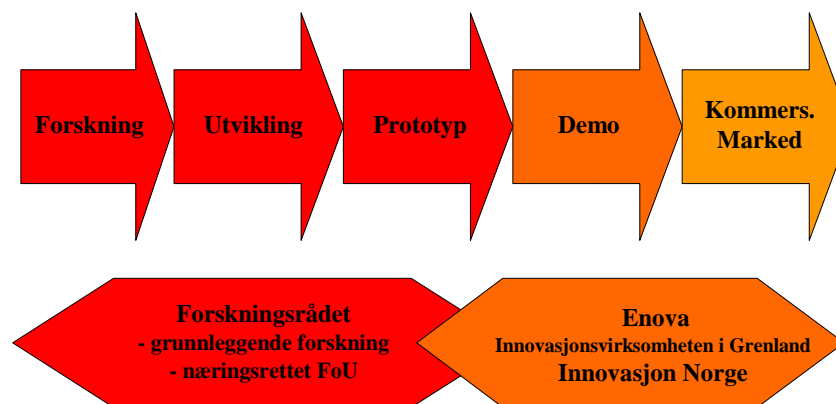 Forskning
Utvikling
Prototyp
Demo
Kommers.
Marked
Forskningsrådet
- grunnleggende forskning
- næringsrettet FoU
Enova
Innovasjonsvirksomheten i Grenland
Innovasjon Norge